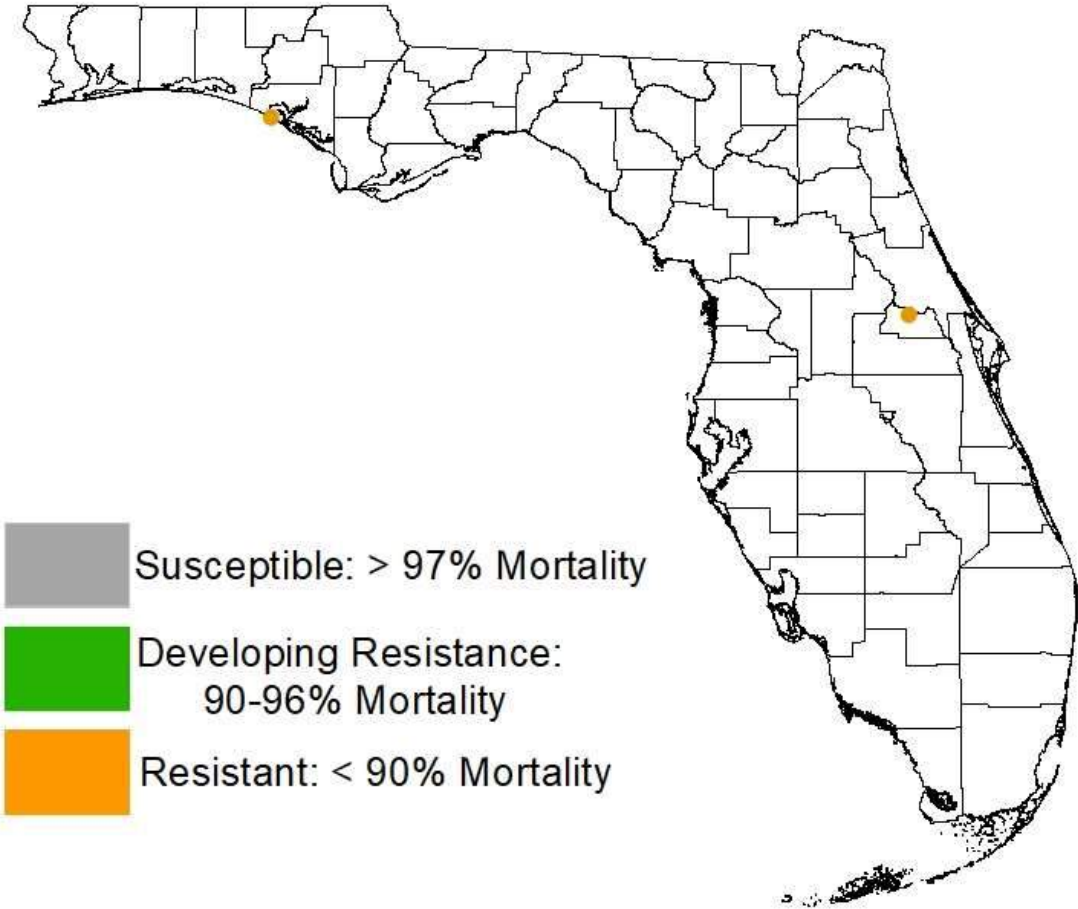 Susceptible: > 97% Mortality
Developing Resistance:
90-96% Mortality
Resistant: < 90% Mortality